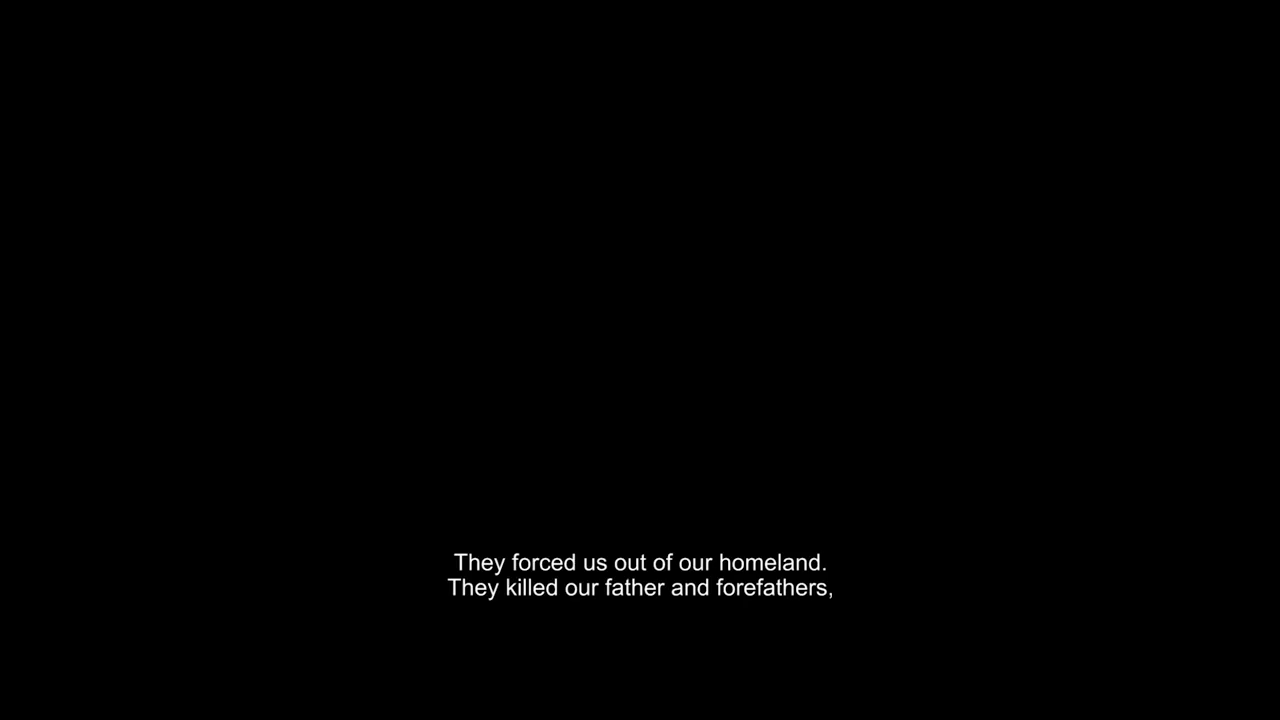 They forced us out of our homeland.
They killed our father and forefathers,